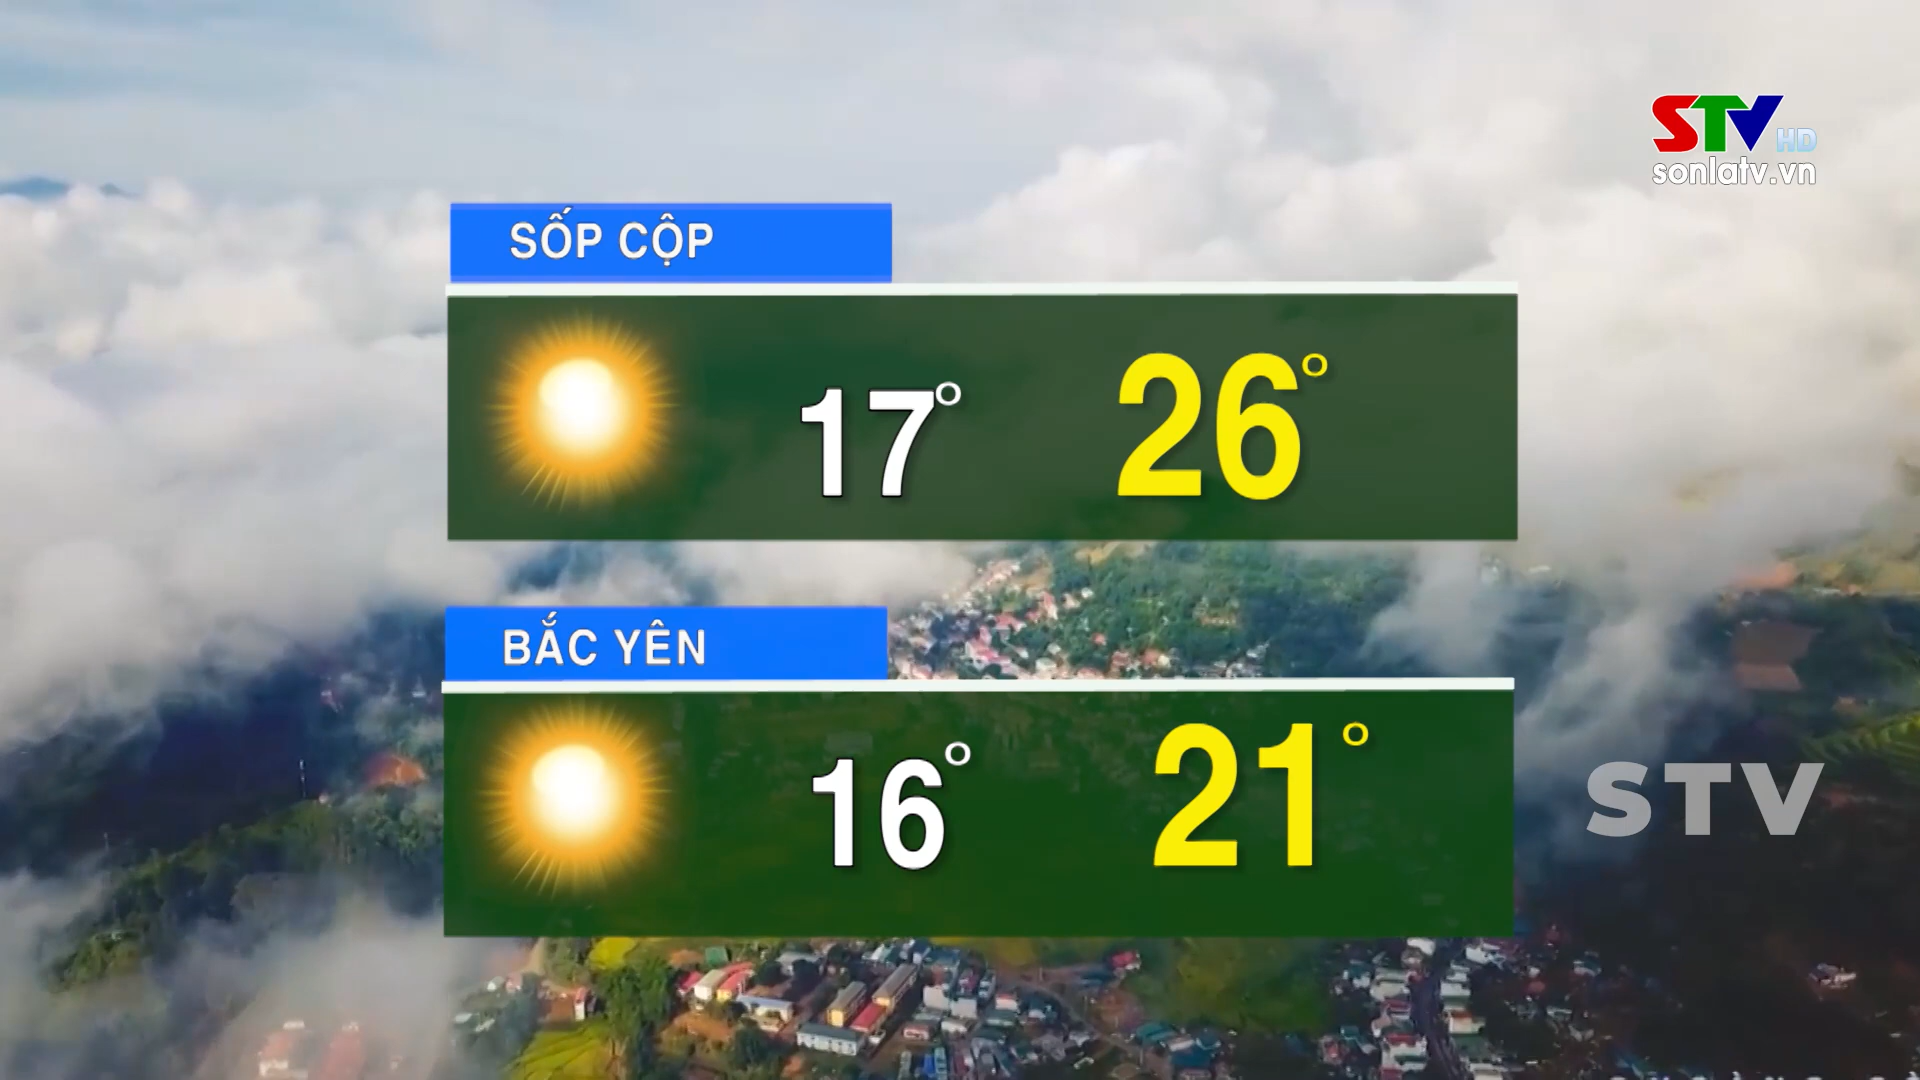 STV HD
sonlatv.vn
SỐP CỘP
17° 26°
BẮC YÊN
16° 21°
STV